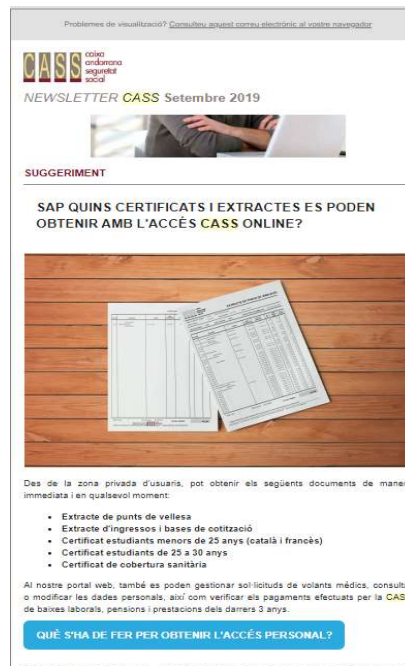 Problemes de visualització? Consulteu aquest correu electrònic al vostre navegador
CASS caixa
andorrana
seguretat
social
NEWSLETTER CASS Setembre 2019
SUGGERIMENT
SAP QUINS CERTIFICATS I EXTRACTES ES PODEN
OBTENIR AMB L'ACCÈS CASS ONLINE?
Des de la zona privada d'usuaris, pot obtenir els següents documents de mane
immediata i en qualsevol moment:
• Extracte de punts de vellesa
• Extracte d'ingressos i bases de cotització
• Certificat estudiants menors de 25 anys (català i francès)
• Certificat estudiants de 25 a 30 anys
• Certificat de cobertura sanitària
Al nostre portal web, també es poden gestionar sol·licituds de volants mèdics, consulta
o modificar les dades personals, així com verificar els pagaments efectuats per la CAS
de baixes laborals, pensions i prestacions dels darrers 3 anys.
QUÈ S'HA DE FER PER OBTENIR L'ACCÉS PERSONAL?